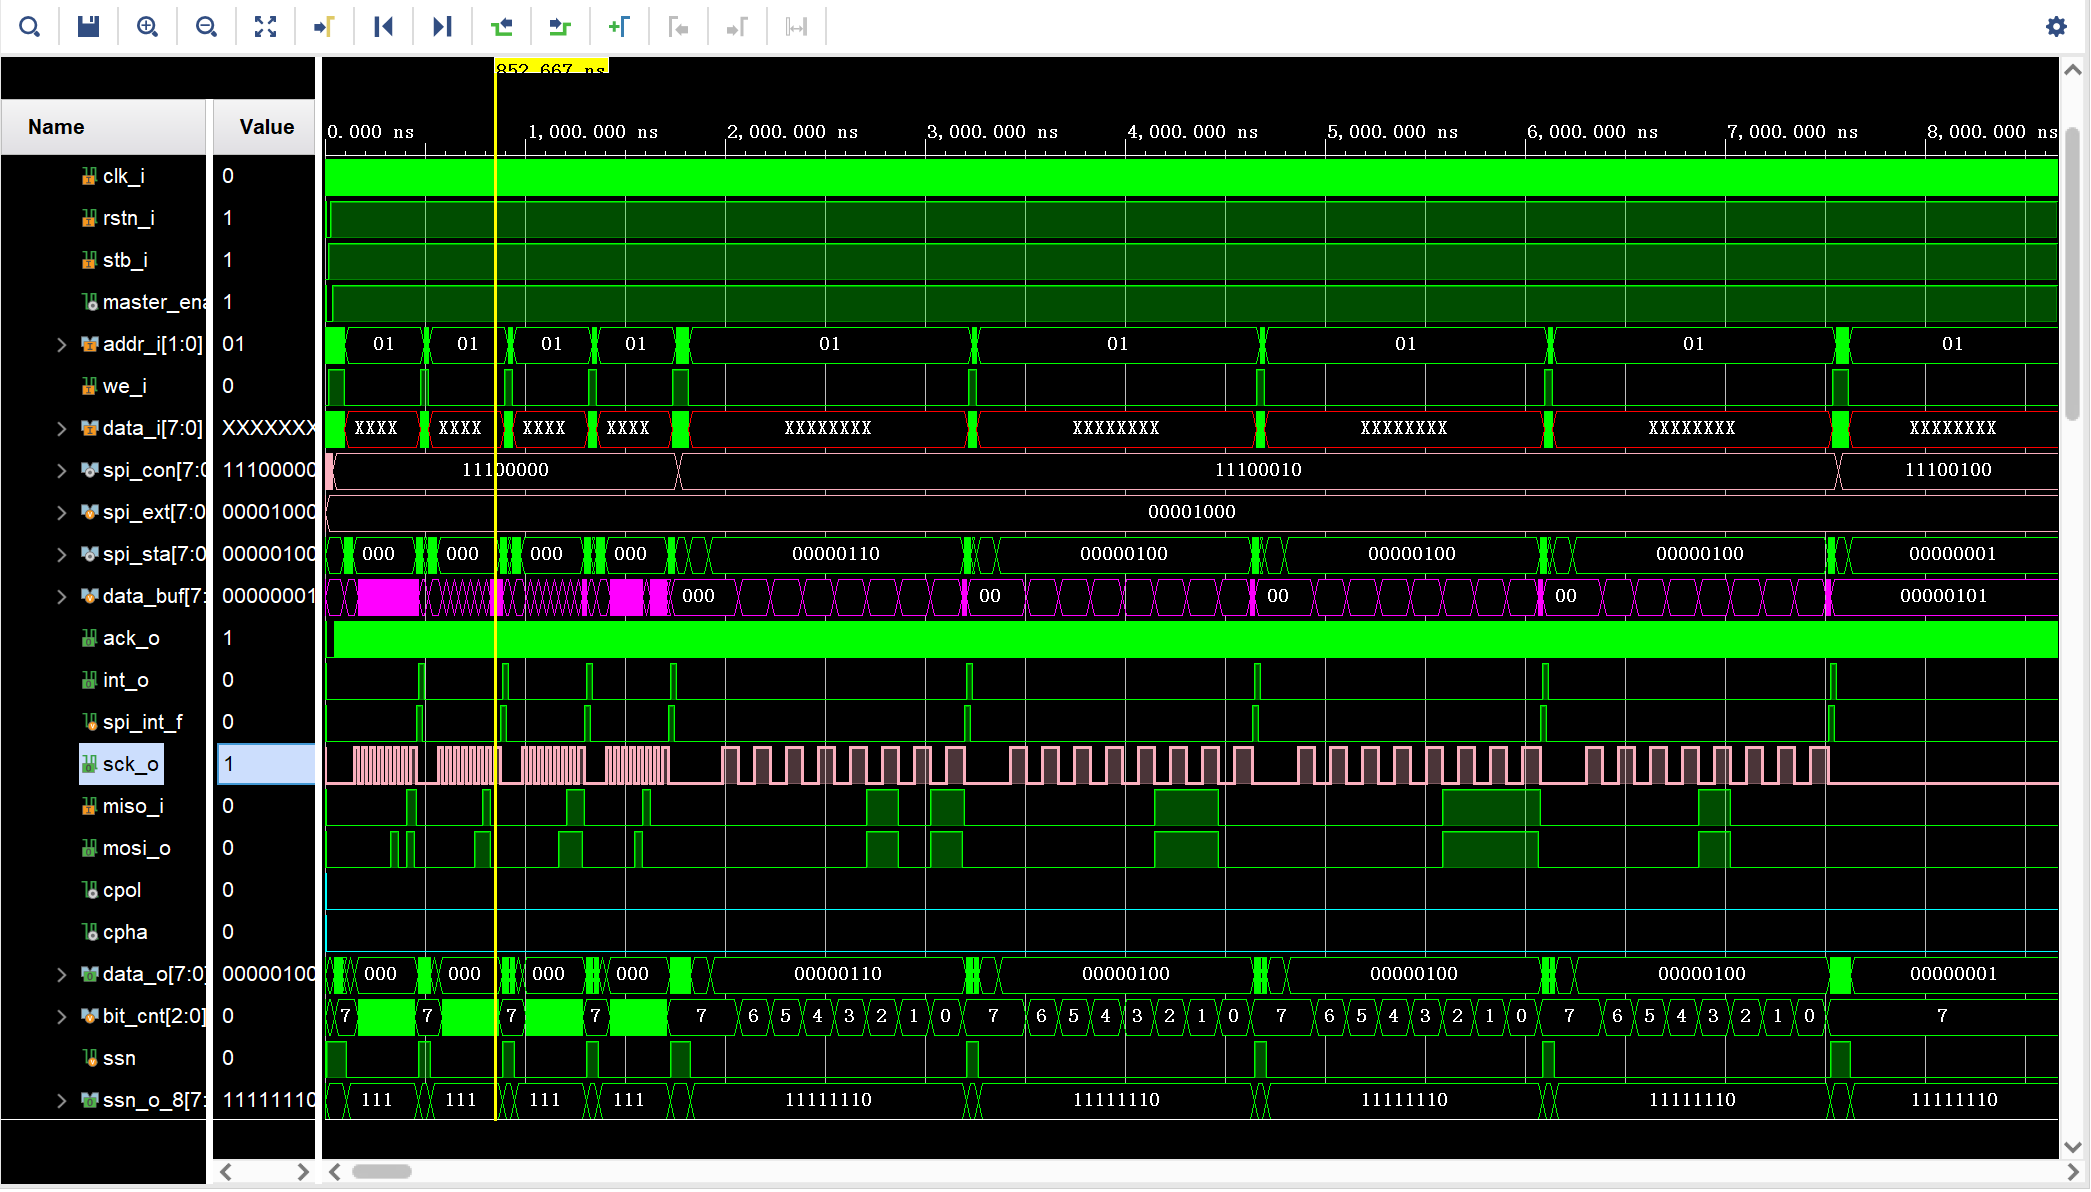 852.667 ns
Name Value
0.000 ns 1,000.000 ns 2,000.000 ns 3,000.000 ns 4,000.000 ns 5,000.000 ns 6,000.000 ns 7,000.000 ns 8,000.000 ns
clk_i 0
rstn_i 1
stb_i 1
master_ena 1
addr_i[1:0] 01 01 01 01 01 01 01 01 01 01
we_i 0
data_i[7:0] XXXXXXX XXXX XXXX XXXX XXXX XXXXXXXX XXXXXXXX XXXXXXXX XXXXXXXX XXXXXXXX
spi_con[7:0 11100000 11100000 11100010 11100100
spi_ext[7:0 00001000 00001000
spi_sta[7:0 00000100 000 000 000 000 00000110 00000100 00000100 00000100 00000001
data_buf[7: 00000001 000 00 00 00 00000101
ack_o 1
int_o 0
spi_int_f 0
sck_o 1
miso_i 0
mosi_o 0
cpol 0
cpha 0
data_o[7:0] 00000100 000 000 000 000 00000110 00000100 00000100 00000100 00000001
bit_cnt[2:0] 0 7 7 7 7 7 6 5 4 3 2 1 0 7 6 5 4 3 2 1 0 7 6 5 4 3 2 1 0 7 6 5 4 3 2 1 0 7
ssn 0
ssn_o_8[7: 11111110 111 111 111 111 11111110 11111110 11111110 11111110 11111110